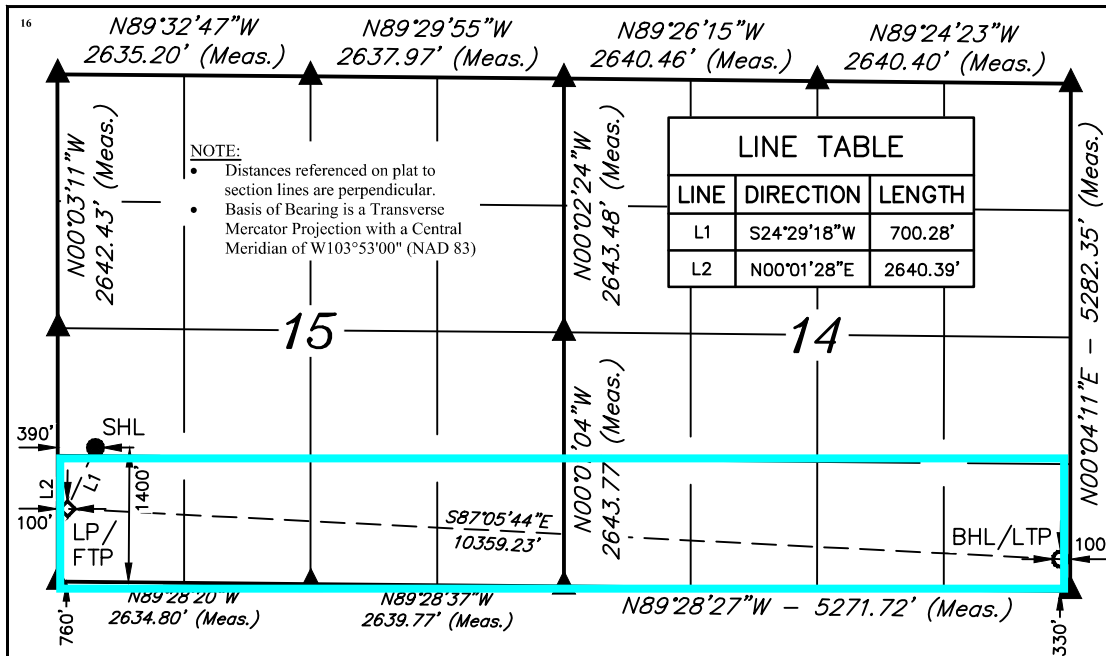 16
N89°32'47"W
2635.20' (Meas.)
N89°29'55"W
2637.97' (Meas.)
N89°26'15"W
2640.46' (Meas.)
N89°24'23"W
2640.40' (Meas.)
N00°03'11"W
2642.43' (Meas.)
NOTE:
• Distances referenced on plat to
section lines are perpendicular.
• Basis of Bearing is a Transverse
Mercator Projection with a Central
Meridian of W103°53'00" (NAD 83)
N00°02'24"W
2643.48' (Meas.)
LINE TABLE
LINE DIRECTION LENGTH
L1 S24°29'18"W 700.28'
L2 N00°01'28"E 2640.39'
N00°04'11"E - 5282.35' (Meas.)
15
14
390'
SHL
L2
L1
1400'
100'
LP/
FTP
S87°05'44"E
10359.23'
2643.77' (Meas.)
BHL/LTP
100'
760'
N89°28'20"W
2634.80' (Meas.)
N89°28'37"W
2639.77' (Meas.)
N89°28'27"W - 5271.72' (Meas.)
330'